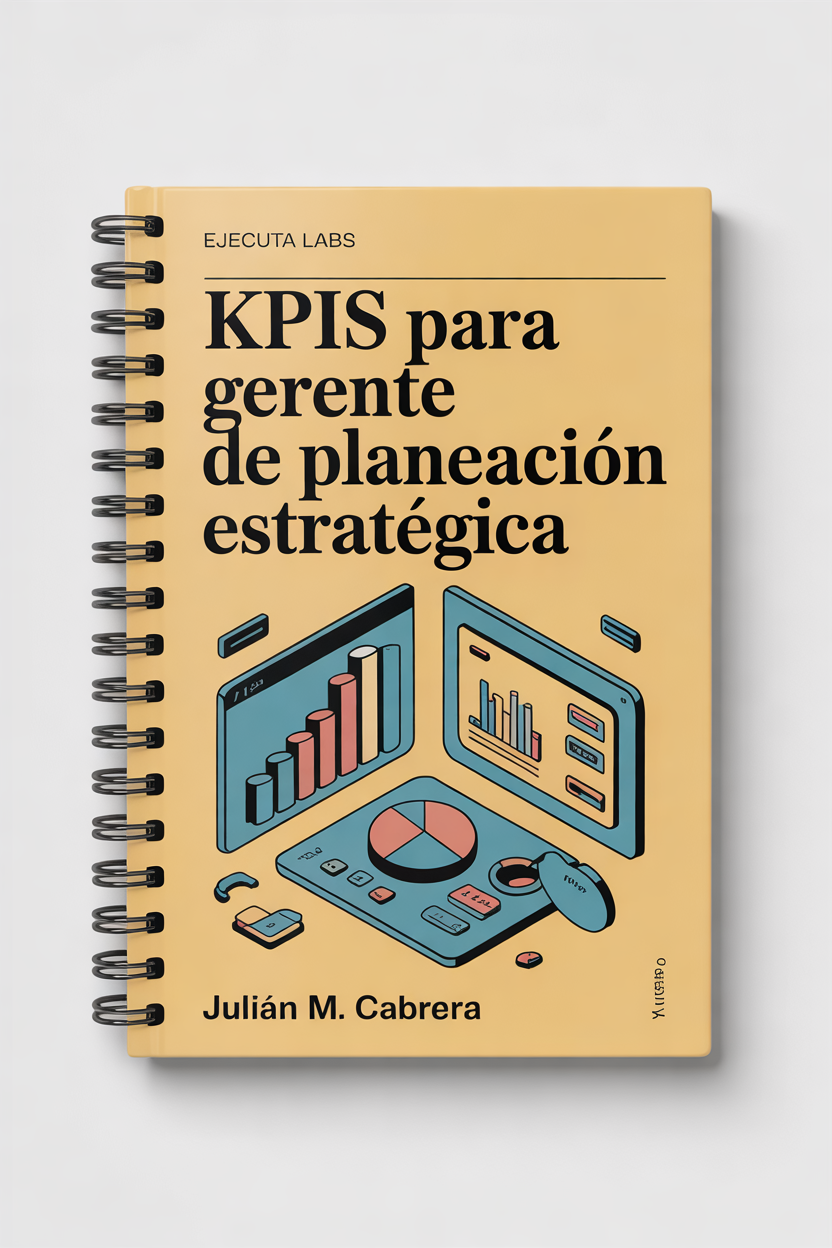 EJECUTA LABS
KPIS para
gerente
de planeación
estratégica
Julián M. Cabrera